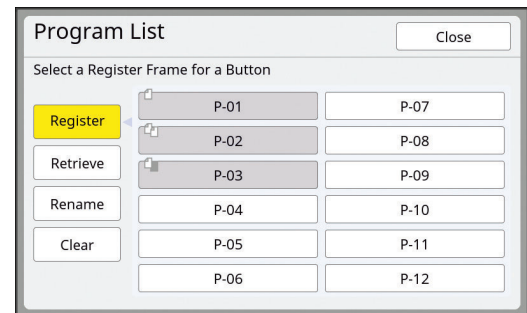 Program List
Close
Select a Register Frame for a Button
Register
Retrieve
Rename
Clear
P-01
P-02
P-03
P-04
P-05
P-06
P-07
P-08
P-09
P-10
P-11
P-12